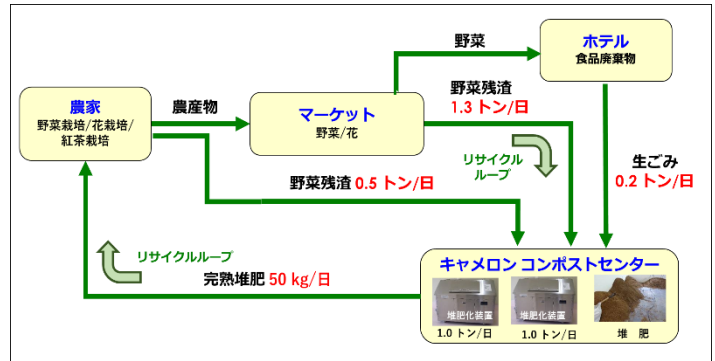 野菜
ホテル
食品廃棄物
農家
野菜栽培/花栽培/
紅茶栽培
農産物
マーケット
野菜/花
野菜残渣
1.3 トン/日
リサイクル
ループ
生ごみ
0.2 トン/日
野菜残渣 0.5 トン/日
リサイクルループ
完熟堆肥 50 kg/日
キャメロン コンポストセンター
堆肥化装置
1.0 トン/日
堆肥化装置
1.0 トン/日
堆 肥